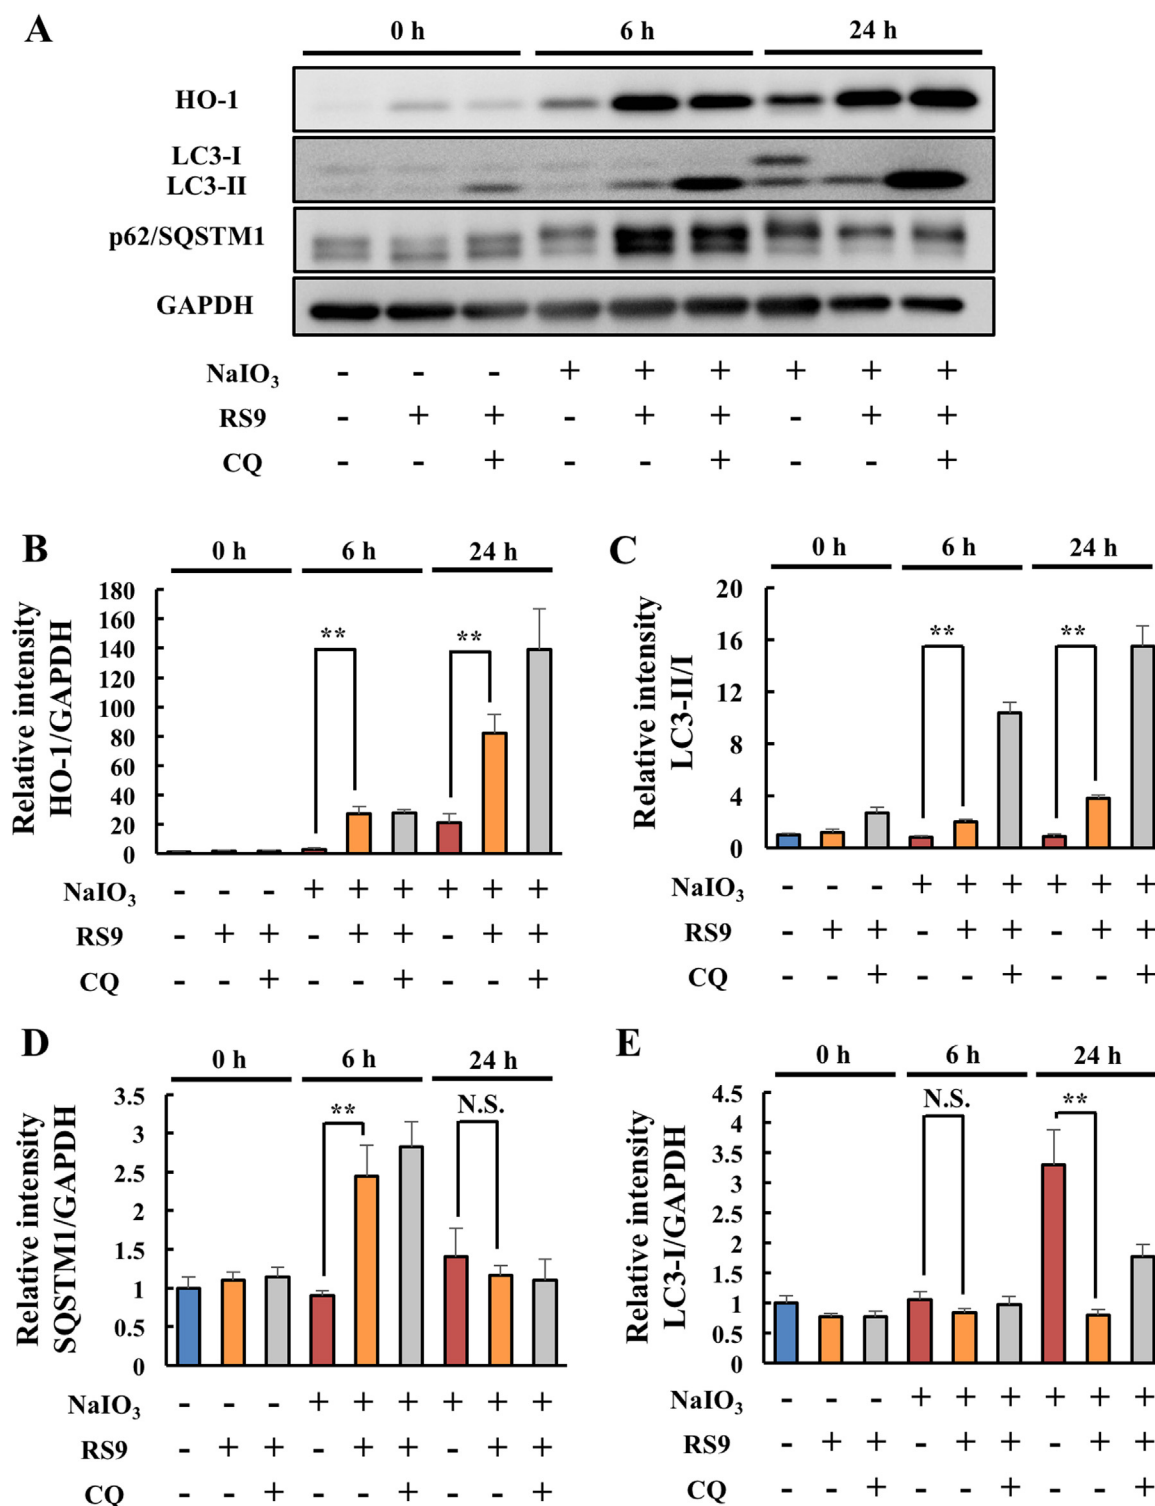 A
0 h 6 h 24 h
HO-1
LC3-I
LC3-II
p62/SQSTM1
GAPDH
NaIO3 - - - + + + + + +
RS9 - + + - + + - + +
CQ - - + - - + - - +
B
0 h 6 h 24 h
Relative intensity
HO-1/GAPDH
180
160
140
120
100
80
60
40
20
0
** **
NaIO3 - - - + + + + + +
RS9 - + + - + + - + +
CQ - - + - - + - - +
C
0 h 6 h 24 h
Relative intensity
LC3-II/I
20
16
12
8
4
0
** **
NaIO3 - - - + + + + + +
RS9 - + + - + + - + +
CQ - - + - - + - - +
D
0 h 6 h 24 h
Relative intensity
SQSTM1/GAPDH
3.5
3
2.5
2
1.5
1
0.5
0
** N.S.
NaIO3 - - - + + + + + +
RS9 - + + - + + - + +
CQ - - + - - + - - +
E
0 h 6 h 24 h
Relative intensity
LC3-I/GAPDH
4.5
4
3.5
3
2.5
2
1.5
1
0.5
0
N.S. **
NaIO3 - - - + + + + + +
RS9 - + + - + + - + +
CQ - - + - - + - - +